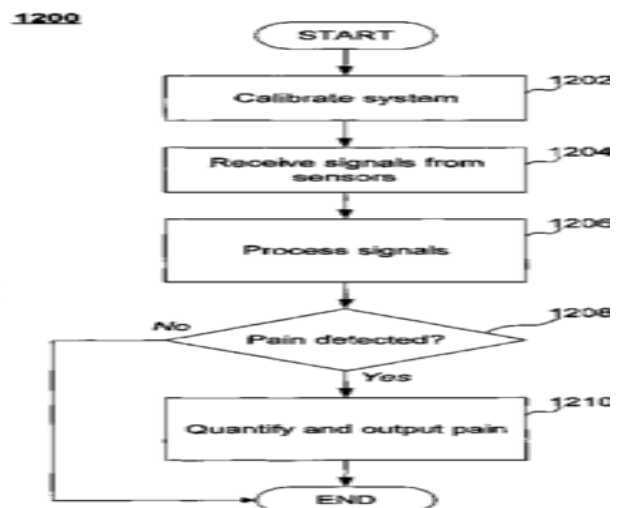 1200
START
1202
Calibrate system
1204
Receive signals from
sensors
1206
Process signals
1208
No
Pain detected?
Yes
1210
Quantify and output pain
END